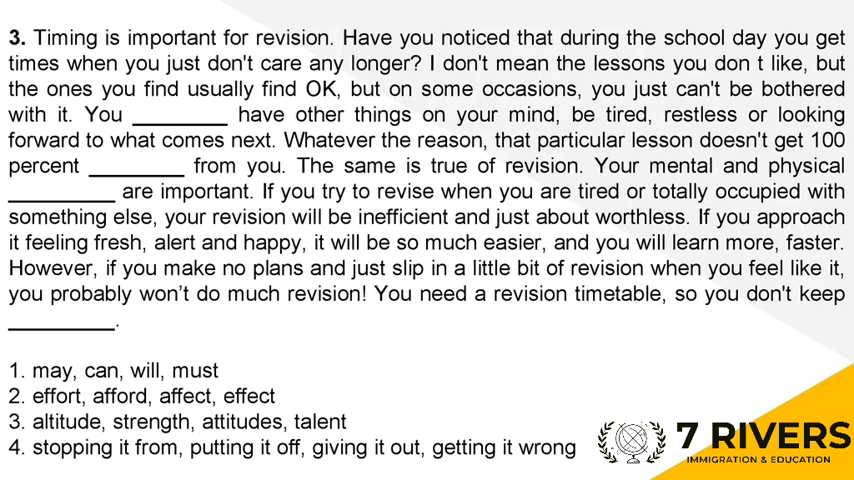 3. Timing is important for revision. Have you noticed that during the school day you get
times when you just don't care any longer? I don't mean the lessons you don t like, but
the ones you find usually find OK, but on some occasions, you just can't be bothered
with it. You ________ have other things on your mind, be tired, restless or looking
forward to what comes next. Whatever the reason, that particular lesson doesn't get 100
percent ________ from you. The same is true of revision. Your mental and physical
_________ are important. If you try to revise when you are tired or totally occupied with
something else, your revision will be inefficient and just about worthless. If you approach
it feeling fresh, alert and happy, it will be so much easier, and you will learn more, faster.
However, if you make no plans and just slip in a little bit of revision when you feel like it,
you probably won’t do much revision! You need a revision timetable, so you don't keep
_________.
1. may, can, will, must
2. effort, afford, affect, effect
3. altitude, strength, attitudes, talent
4. stopping it from, putting it off, giving it out, getting it wrong
7 RIVERS
IMMIGRATION & EDUCATION